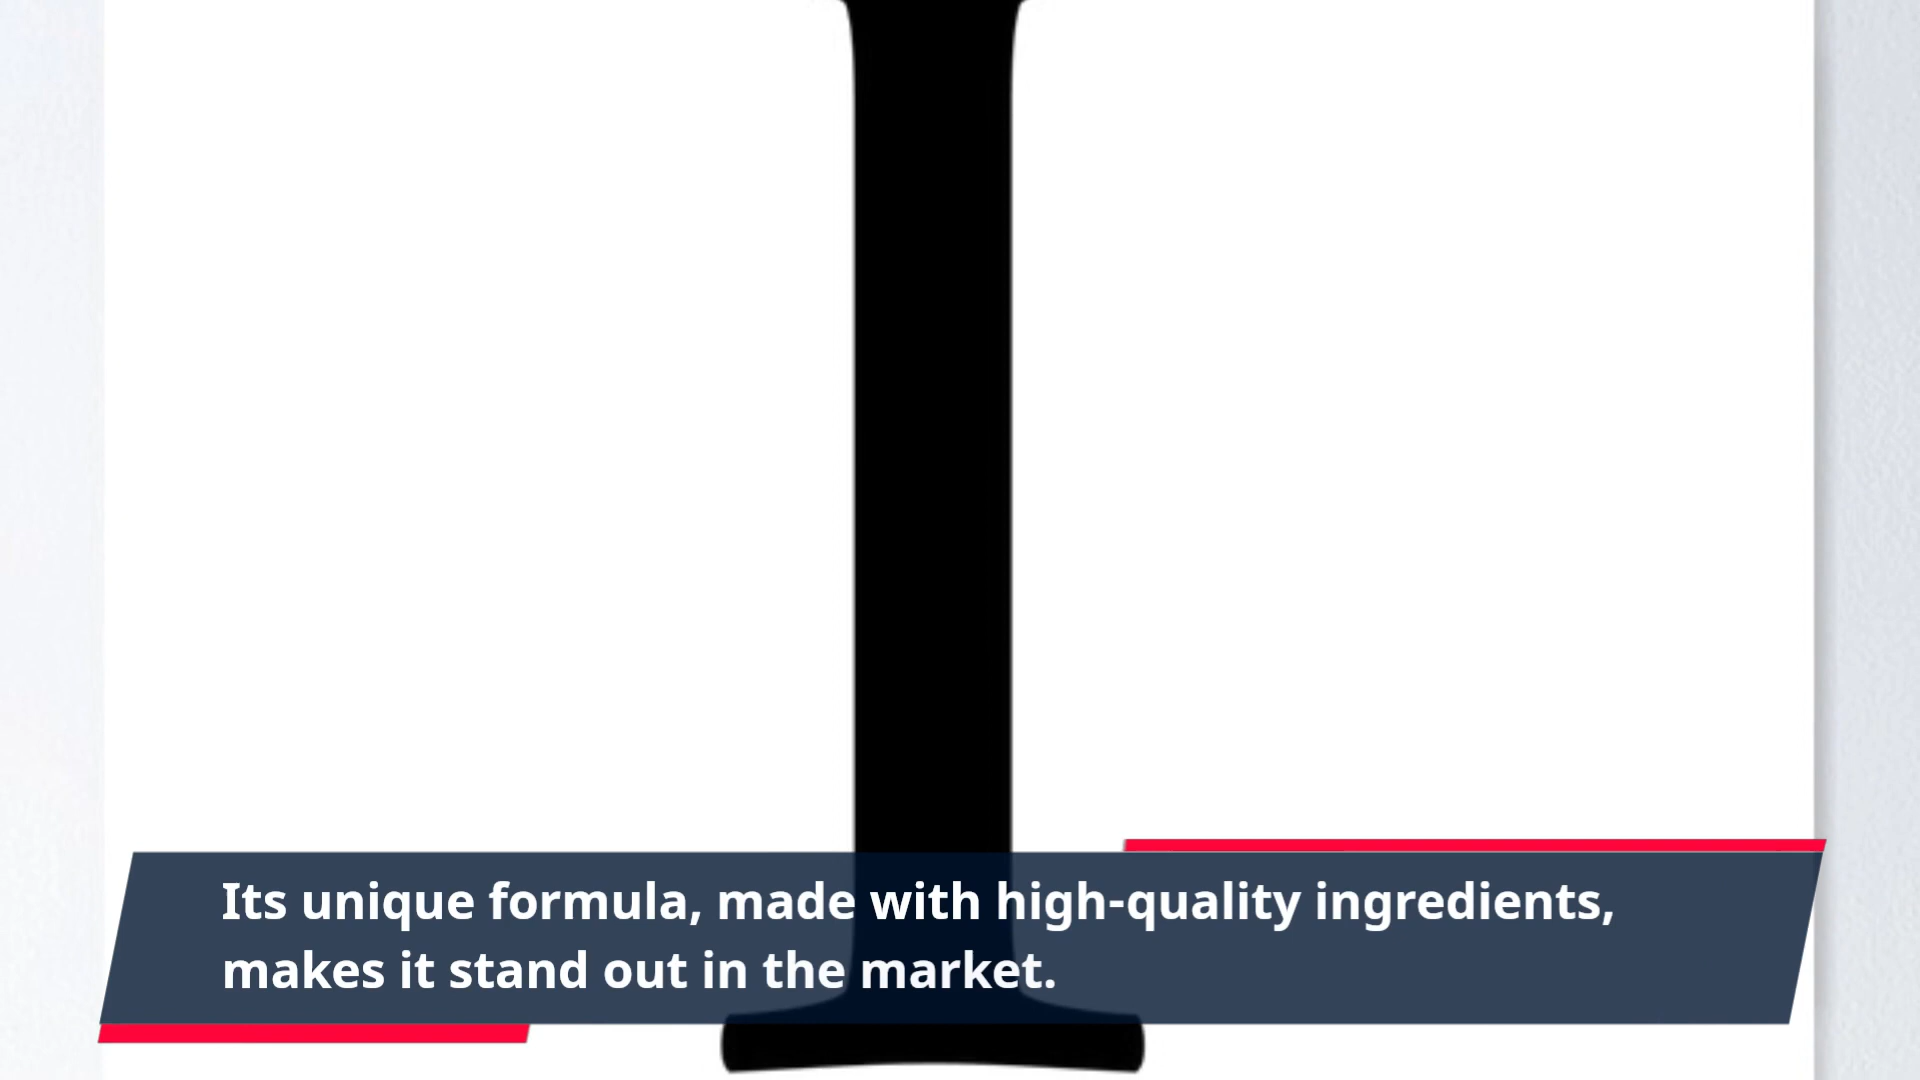 Its unique formula, made with high-quality ingredients,
makes it stand out in the market.